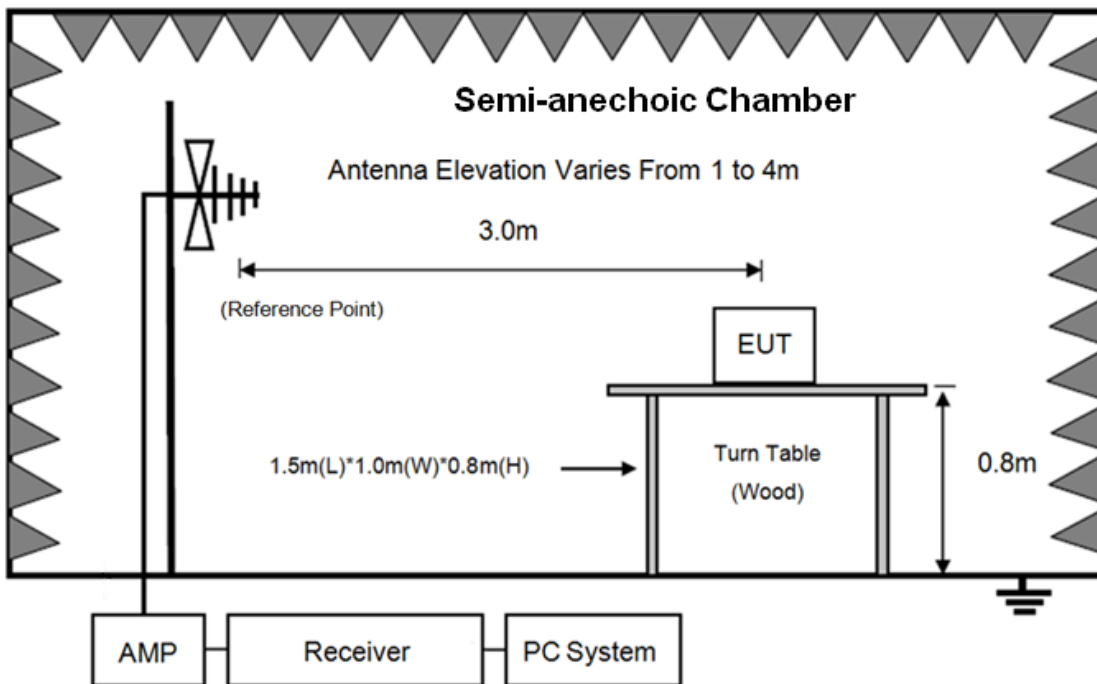 Semi-anechoic Chamber
Antenna Elevation Varies From 1 to 4m
3.0m
(Reference Point)
EUT
1.5m(L)*1.0m(W)*0.8m(H)
Turn Table
(Wood)
0.8m
AMP
Receiver
PC System